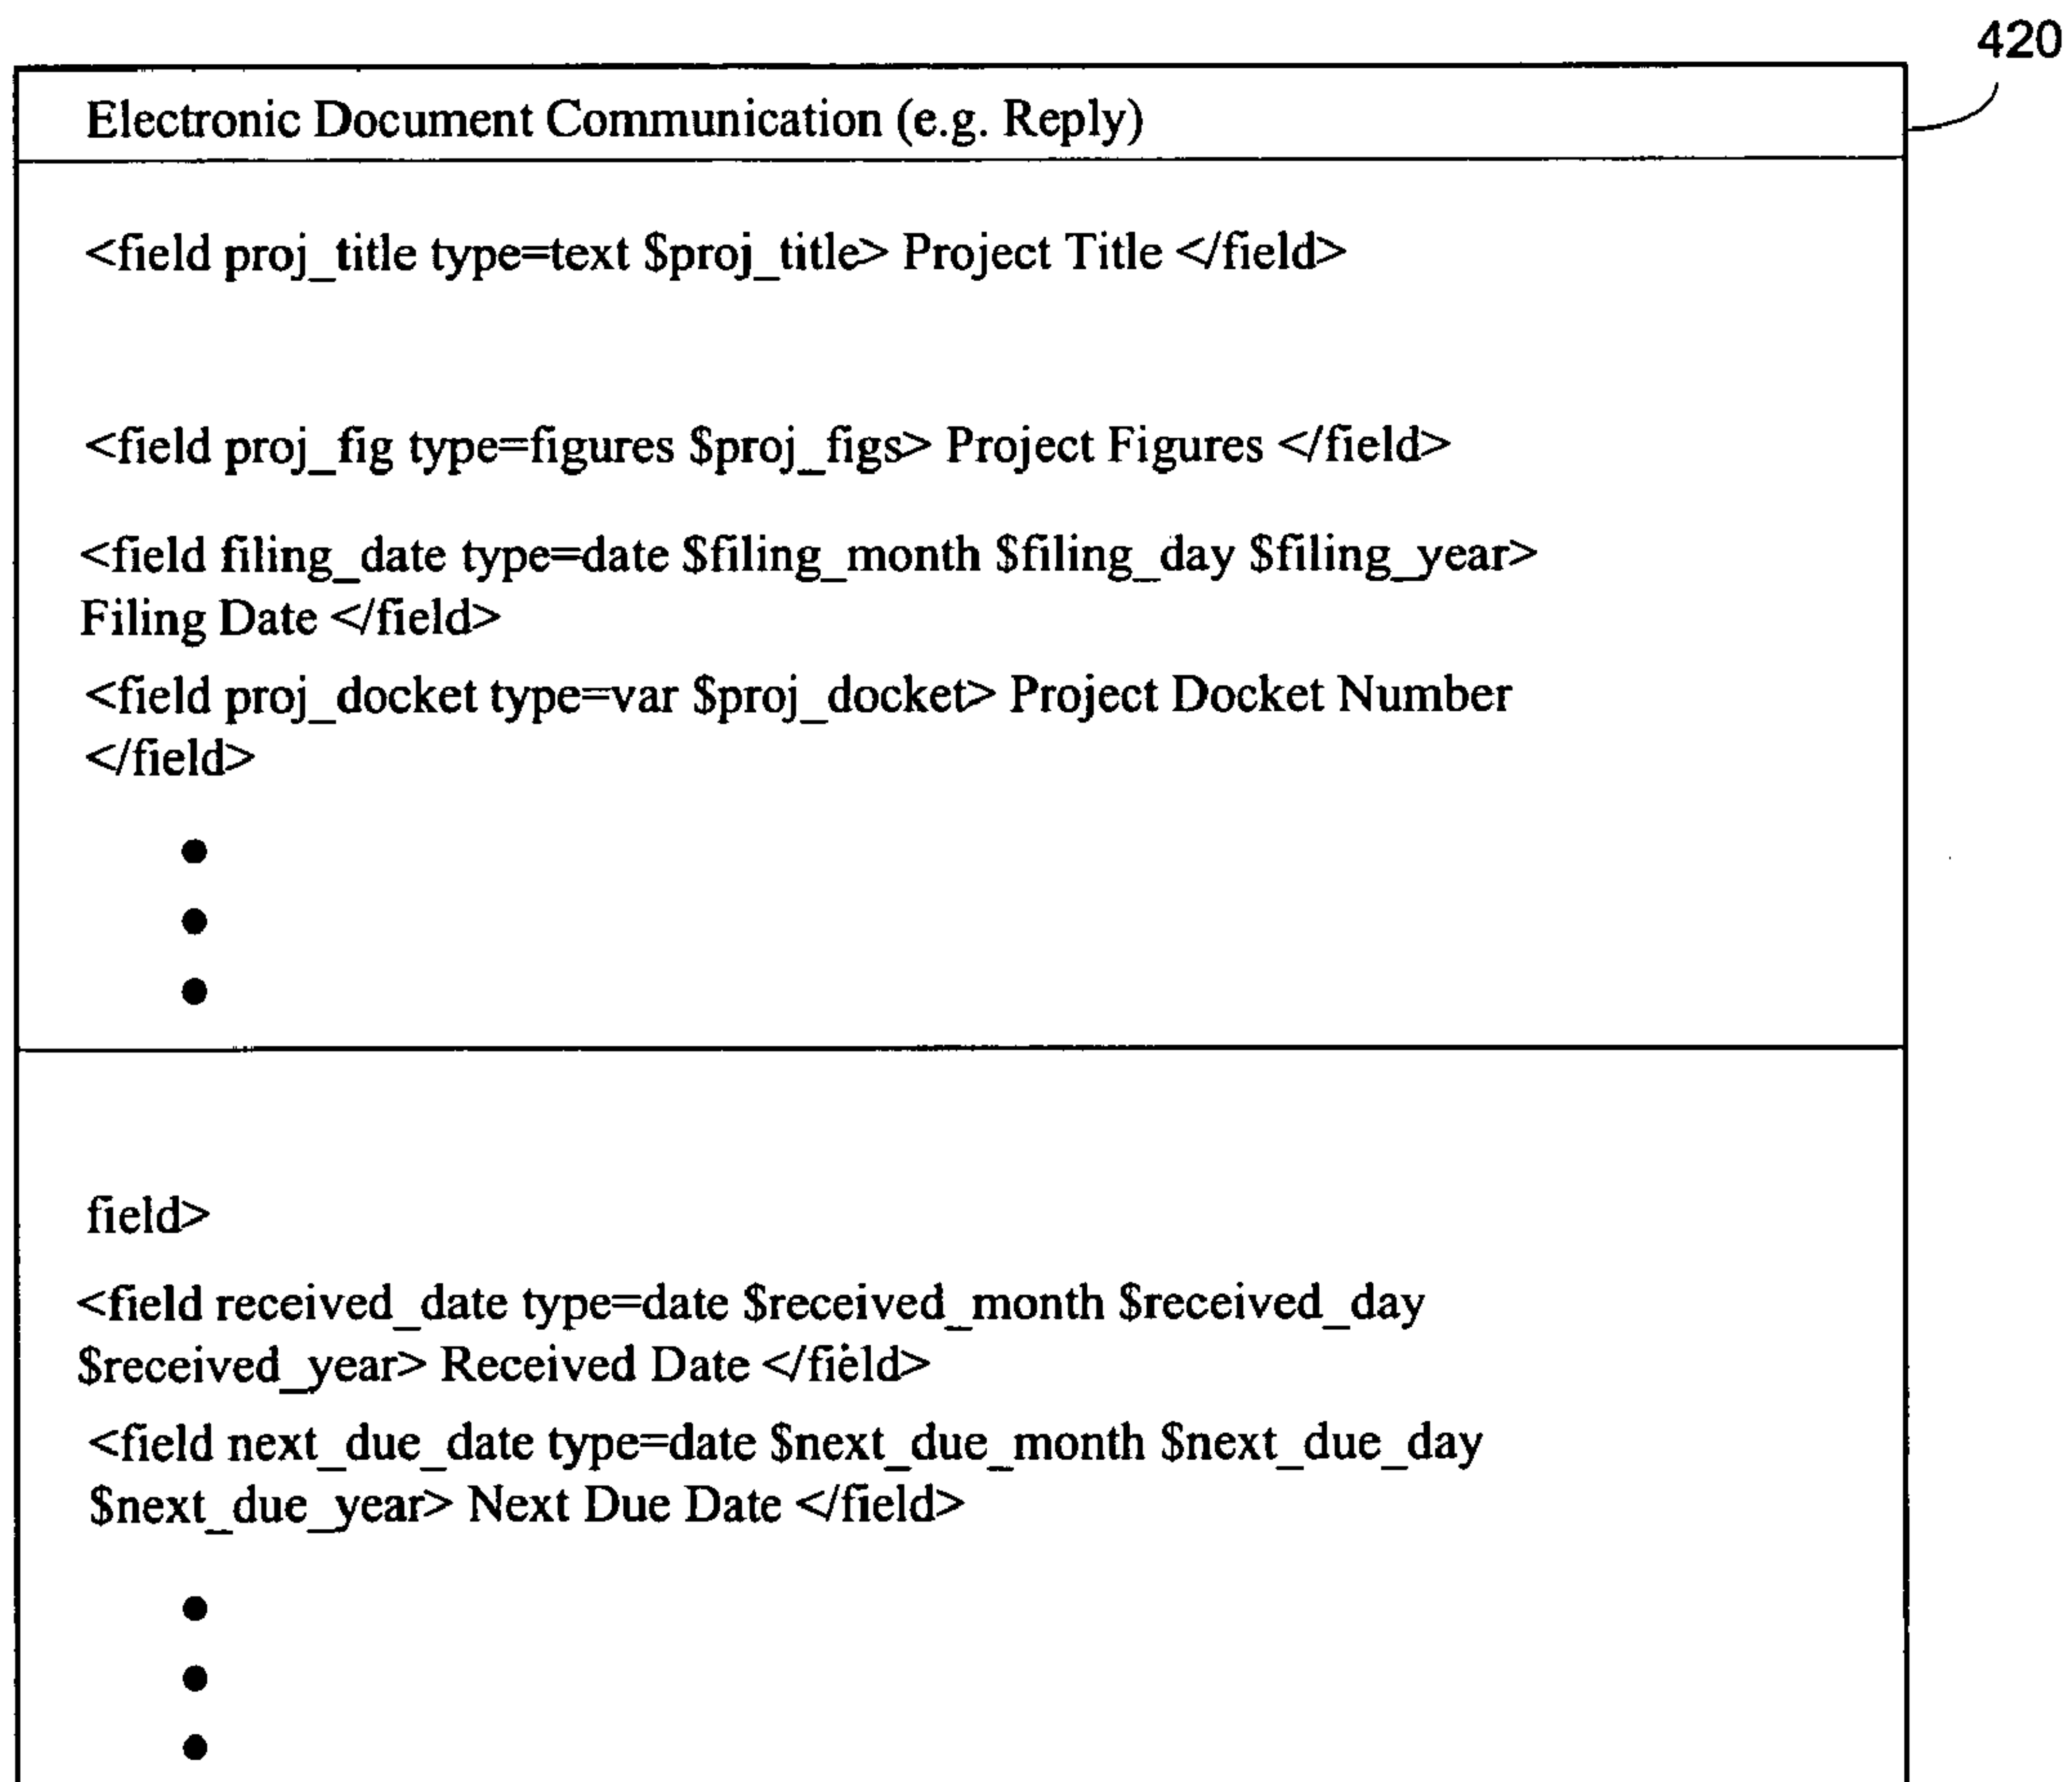 420
Electronic Document Communication (e.g. Reply)
<field proj_title type=text $proj_title> Project Title </field>
<field proj_fig type=figures $proj_figs> Project Figures </field>
<field filing_date type=date $filing_month $filing_day $filing_year>
Filing Date </field>
<field proj_docket type=var $proj_docket> Project Docket Number
</field>
field>
<field received_date type=date $received_month $received_day
$received_year> Received Date </field>
<field next_due_date type=date $next_due_month $next_due_day
$next_due_year> Next Due Date </field>